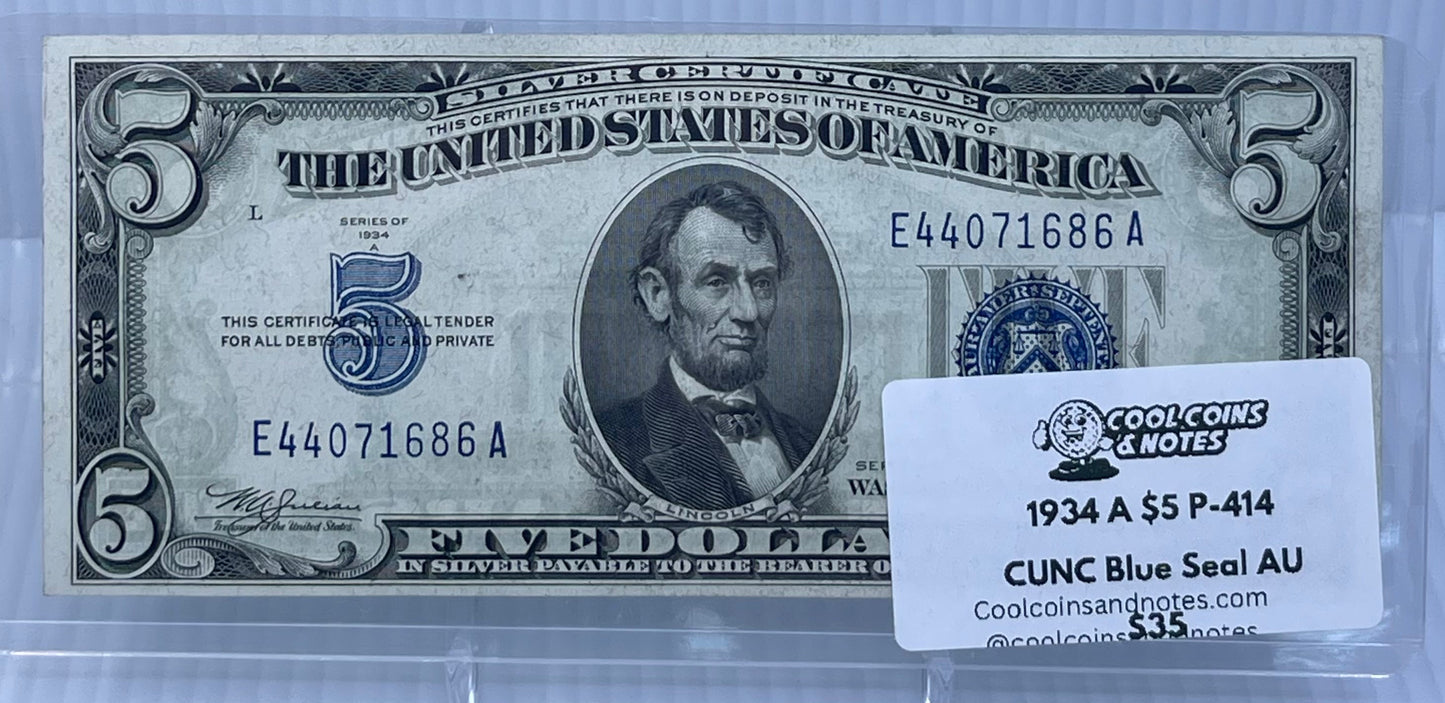 5
5
SILVER CERTIFICATE
THIS CERTIFIES THAT THERE IS ON DEPOSIT IN THE TREASURY OF
THE UNITED STATES OF AMERICA
L
SERIES OF
1934
A
E44071686A
5
THIS CERTIFICATE IS LEGAL TENDER
FOR ALL DEBTS, PUBLIC AND PRIVATE
FIVE
E44071686A
5
Treasurer of the United States.
LINCOLN
SER
WAS
FIVE DOLLA
IN SILVER PAYABLE TO THE BEARER O
COOL COINS
& NOTES
1934 A $5 P-414
CUNC Blue Seal AU
Coolcoinsandnotes.com
$35